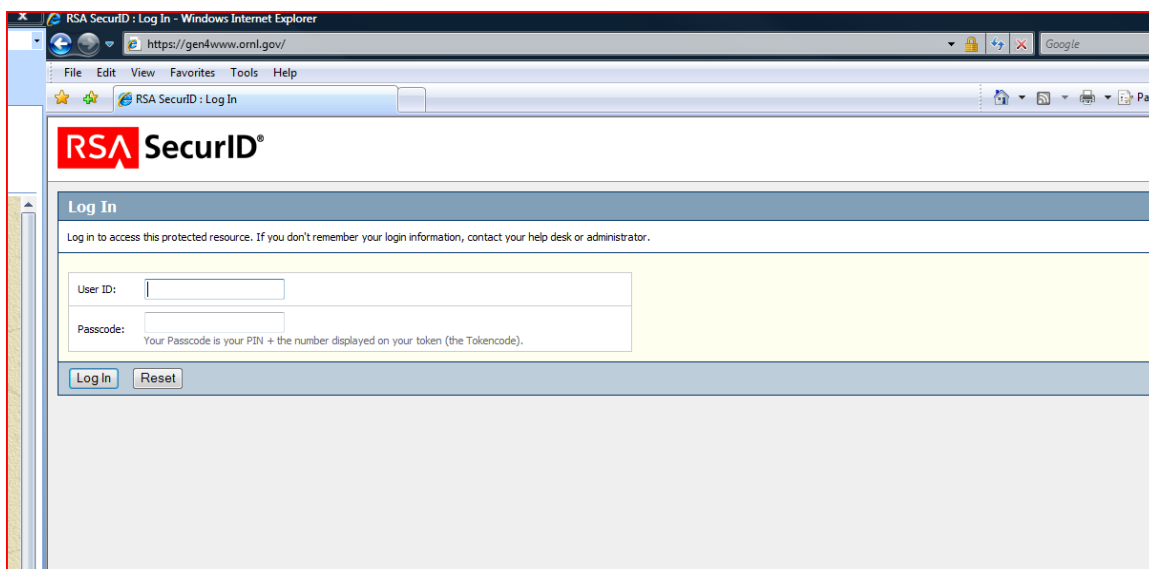 x
RSA SecurID : Log In - Windows Internet Explorer
https://gen4www.ornl.gov/
Google
File Edit View Favorites Tools Help
RSA SecurID : Log In
Pa
RSA SecurID®
Log In
Log in to access this protected resource. If you don't remember your login information, contact your help desk or administrator.
User ID:
Passcode:
Your Passcode is your PIN + the number displayed on your token (the Tokencode).
Log In Reset